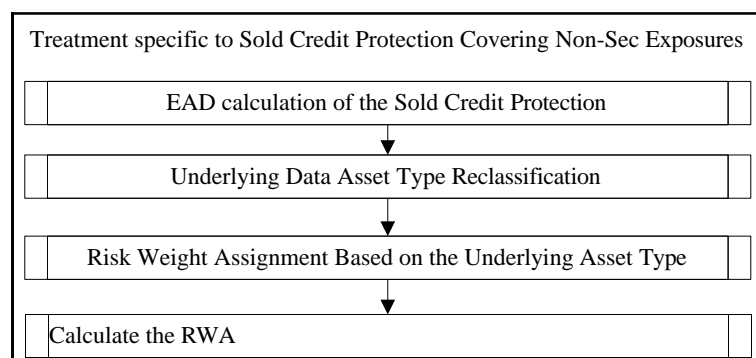 Treatment specific to Sold Credit Protection Covering Non-Sec Exposures
EAD calculation of the Sold Credit Protection
Underlying Data Asset Type Reclassification
Risk Weight Assignment Based on the Underlying Asset Type
Calculate the RWA